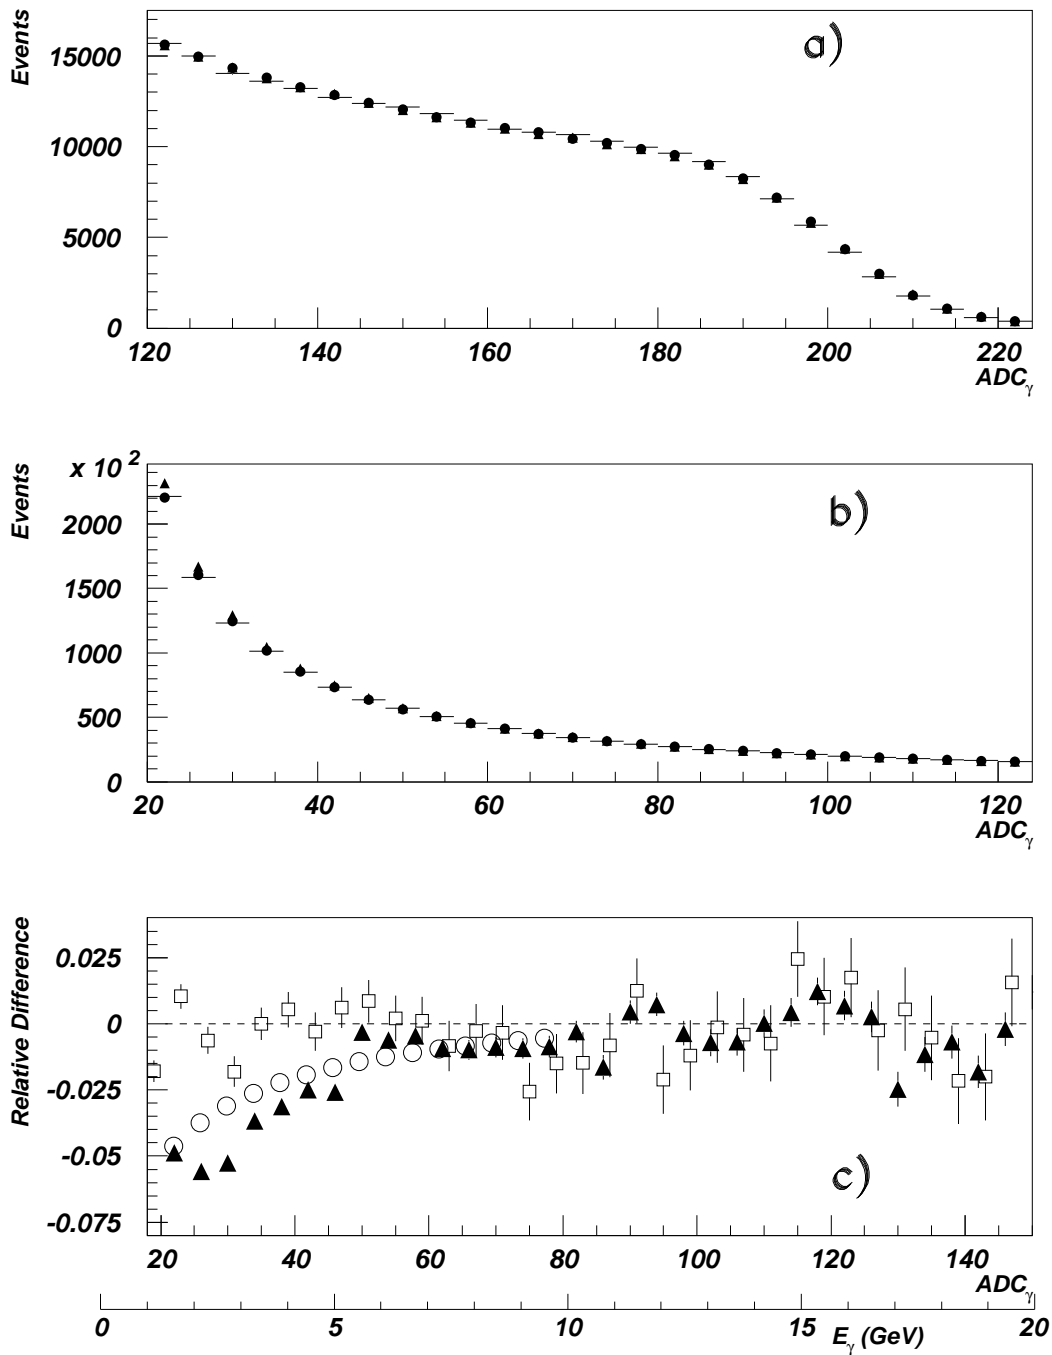 Events
a)
15000
10000
5000
0
120 140 160 180 200 220
ADCγ
Events
x 10 2
b)
2000
1500
1000
500
0
20 40 60 80 100 120
ADCγ
Relative Difference
0.025
0
-0.025
-0.05
-0.075
c)
20 40 60 80 100 120 140
ADCγ
0 5 10 15 20
Eγ (GeV)